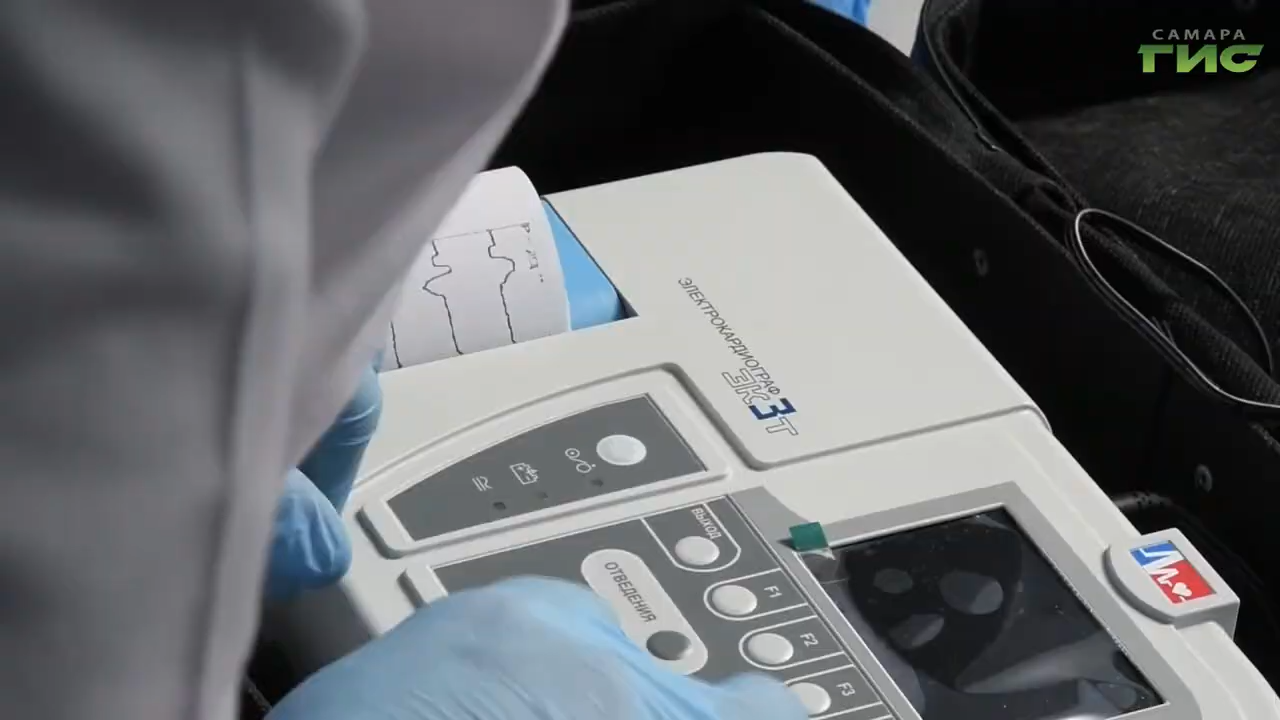 САМАРА
ГИС
ЭЛЕКТРОКАРДИОГРАФ
ЭК3Т
ВЫХОД
ОТВЕДЕНИЯ
F1
F2
F3